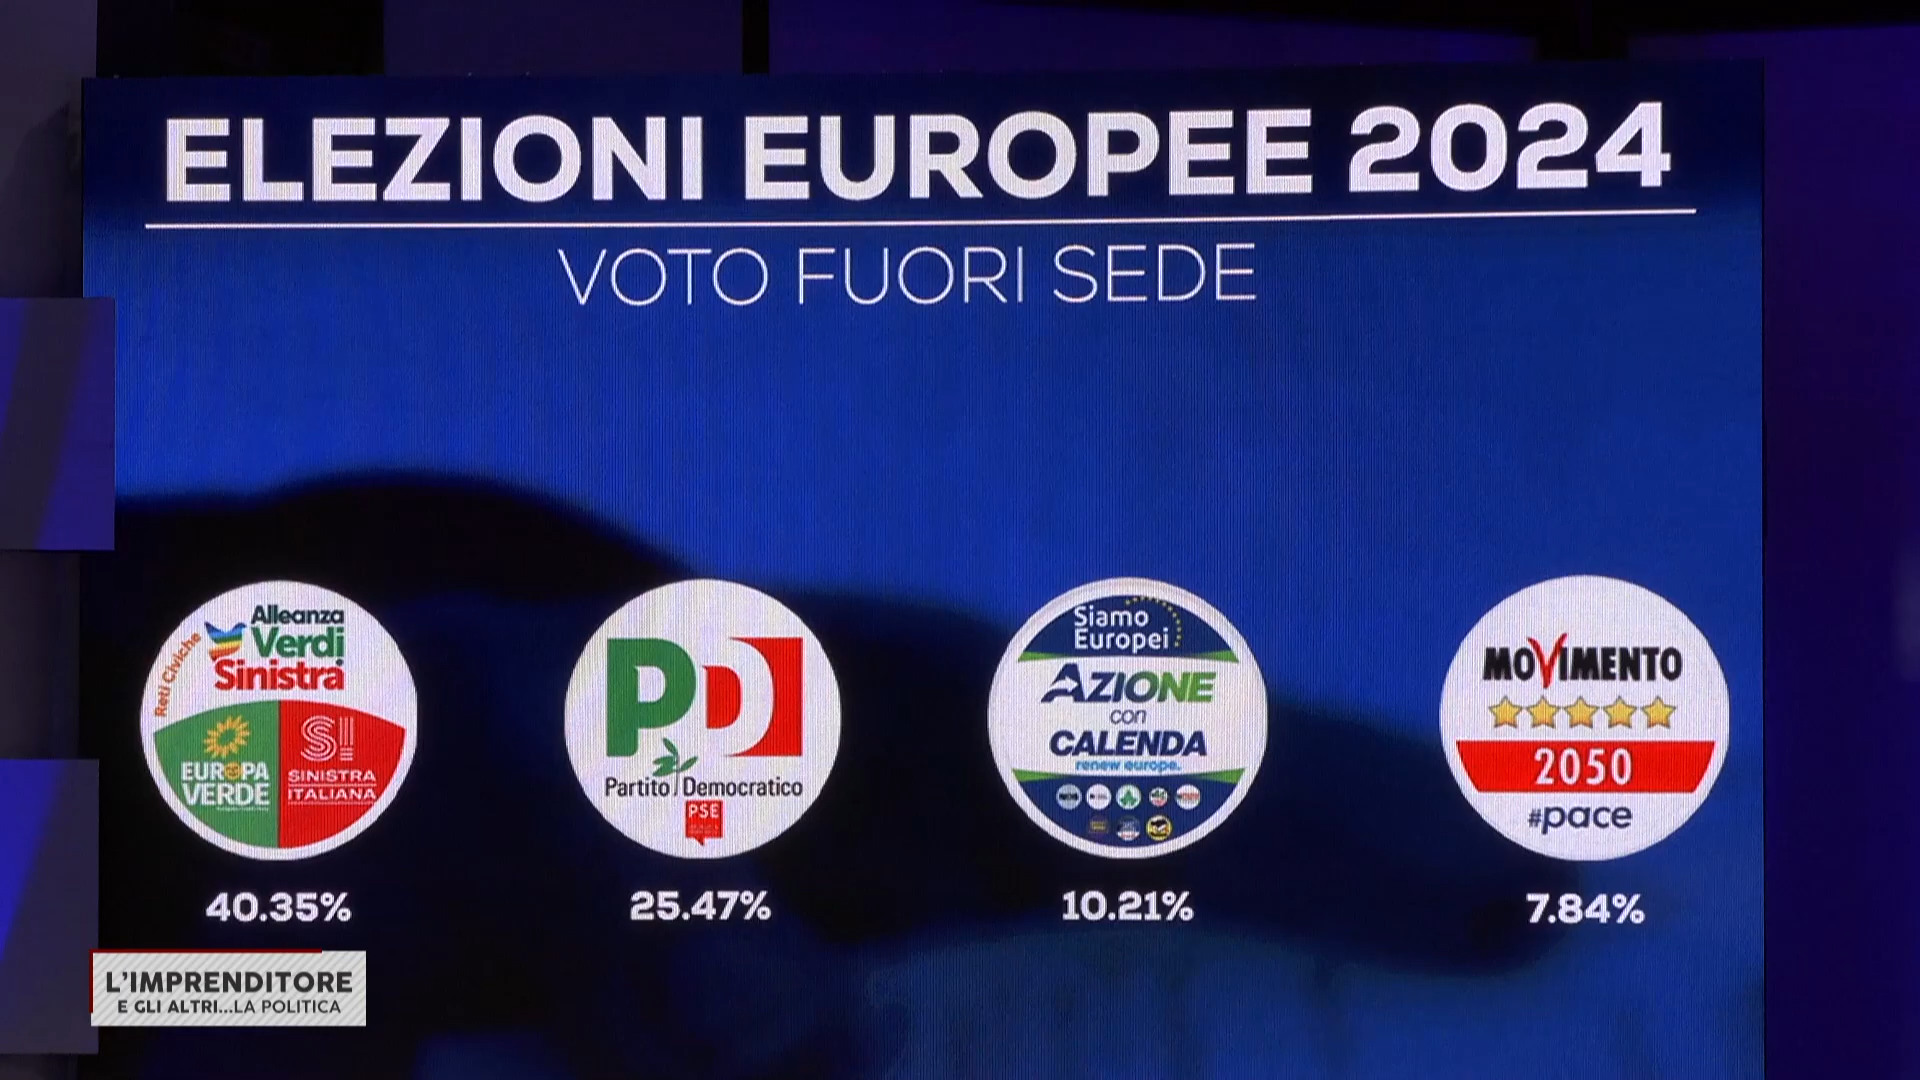 ELEZIONI EUROPEE 2024
VOTO FUORI SEDE
Reti Civiche
Alleanza
Verdi
Sinistra
EUROPA
VERDE
SI
SINISTRA
ITALIANA
PD
Partito Democratico
PSE
Siamo
Europei
AZIONE
con
CALENDA
renew europe.
MOVIMENTO
2050
#pace
40.35%
25.47%
10.21%
7.84%
L'IMPRENDITORE
E GLI ALTRI...LA POLITICA